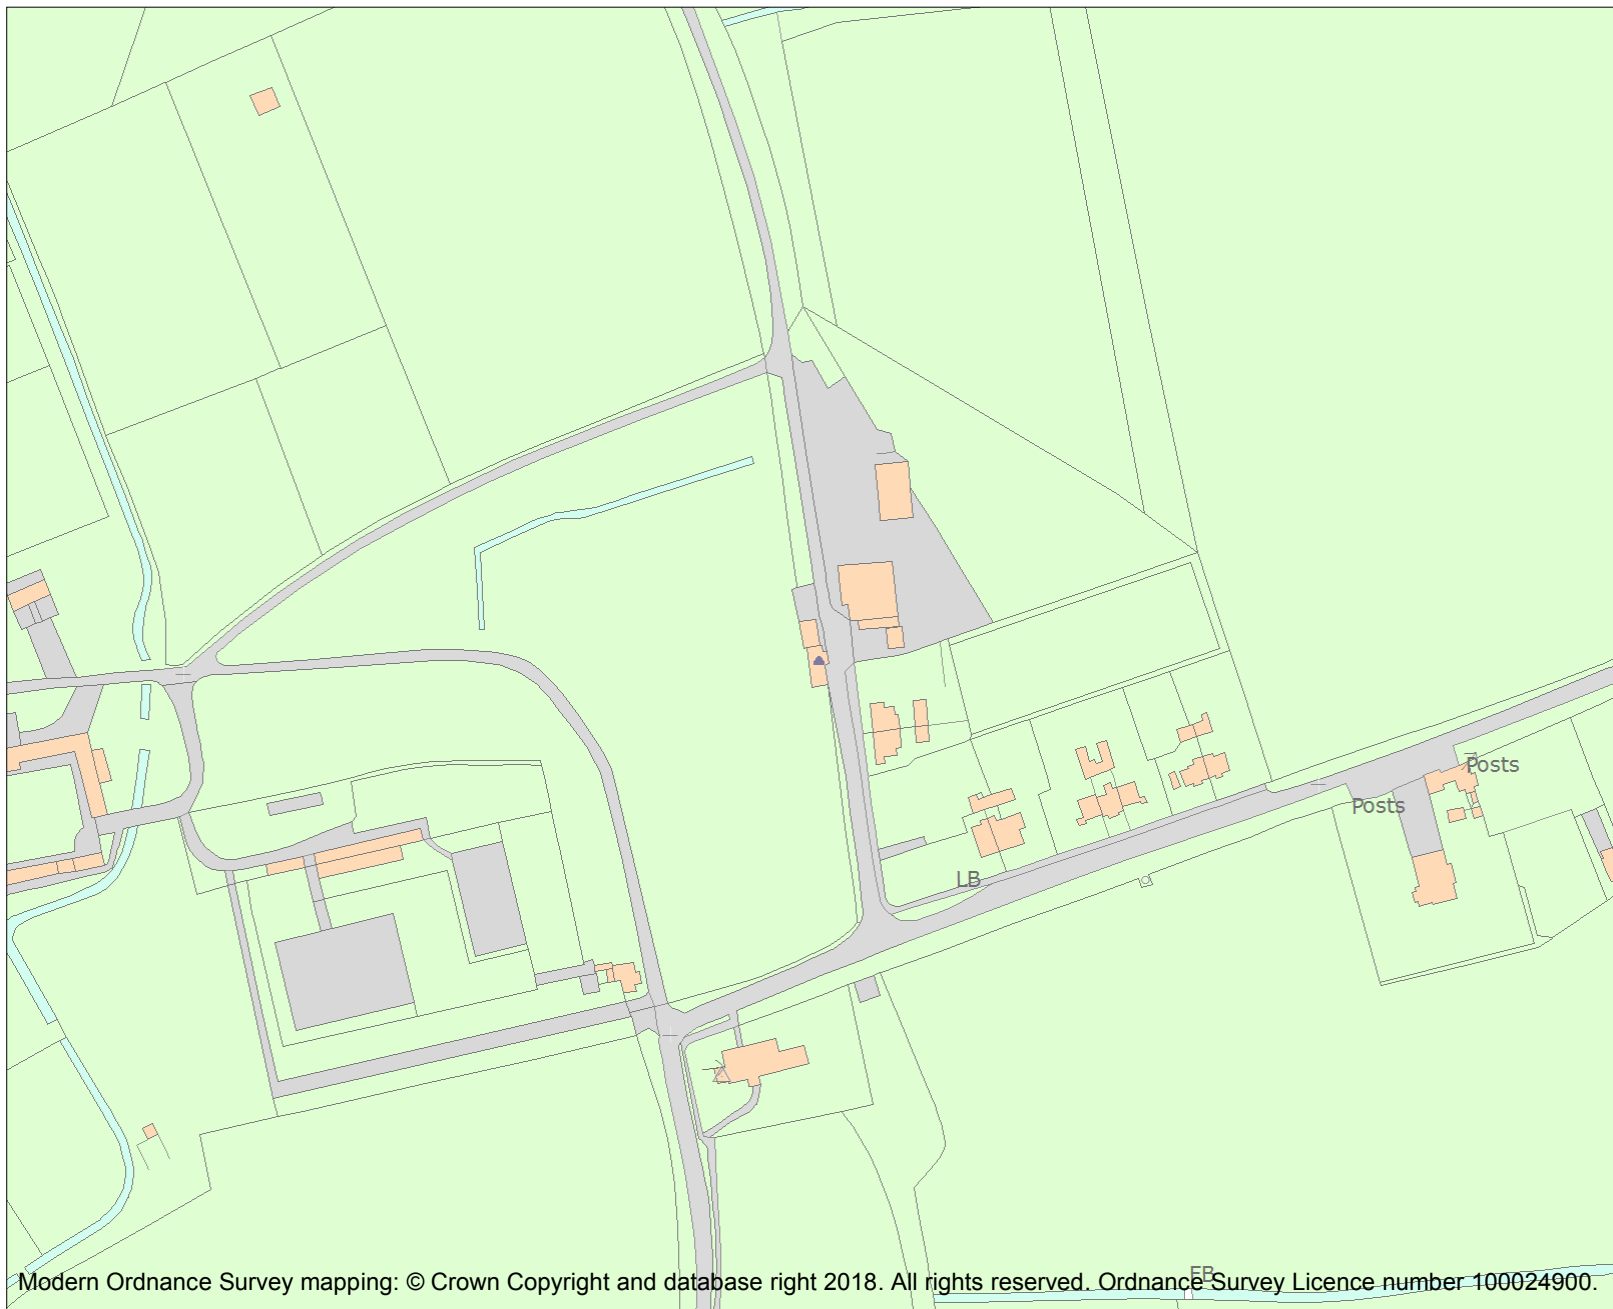 Posts
Posts
LB
FB
Modern Ordnance Survey mapping: © Crown Copyright and database right 2018. All rights reserved. Ordnance Survey Licence number 100024900.